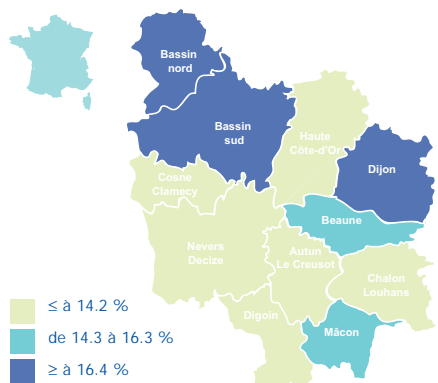 Bassin
nord
Bassin
sud
Haute
Côte-d'Or
Dijon
Cosne
Clamecy
Beaune
Nevers
Decize
Autun
Le Creusot
Chalon
Louhans
Digoin
Mâcon
≤ à 14.2 %
de 14.3 à 16.3 %
≥ à 16.4 %